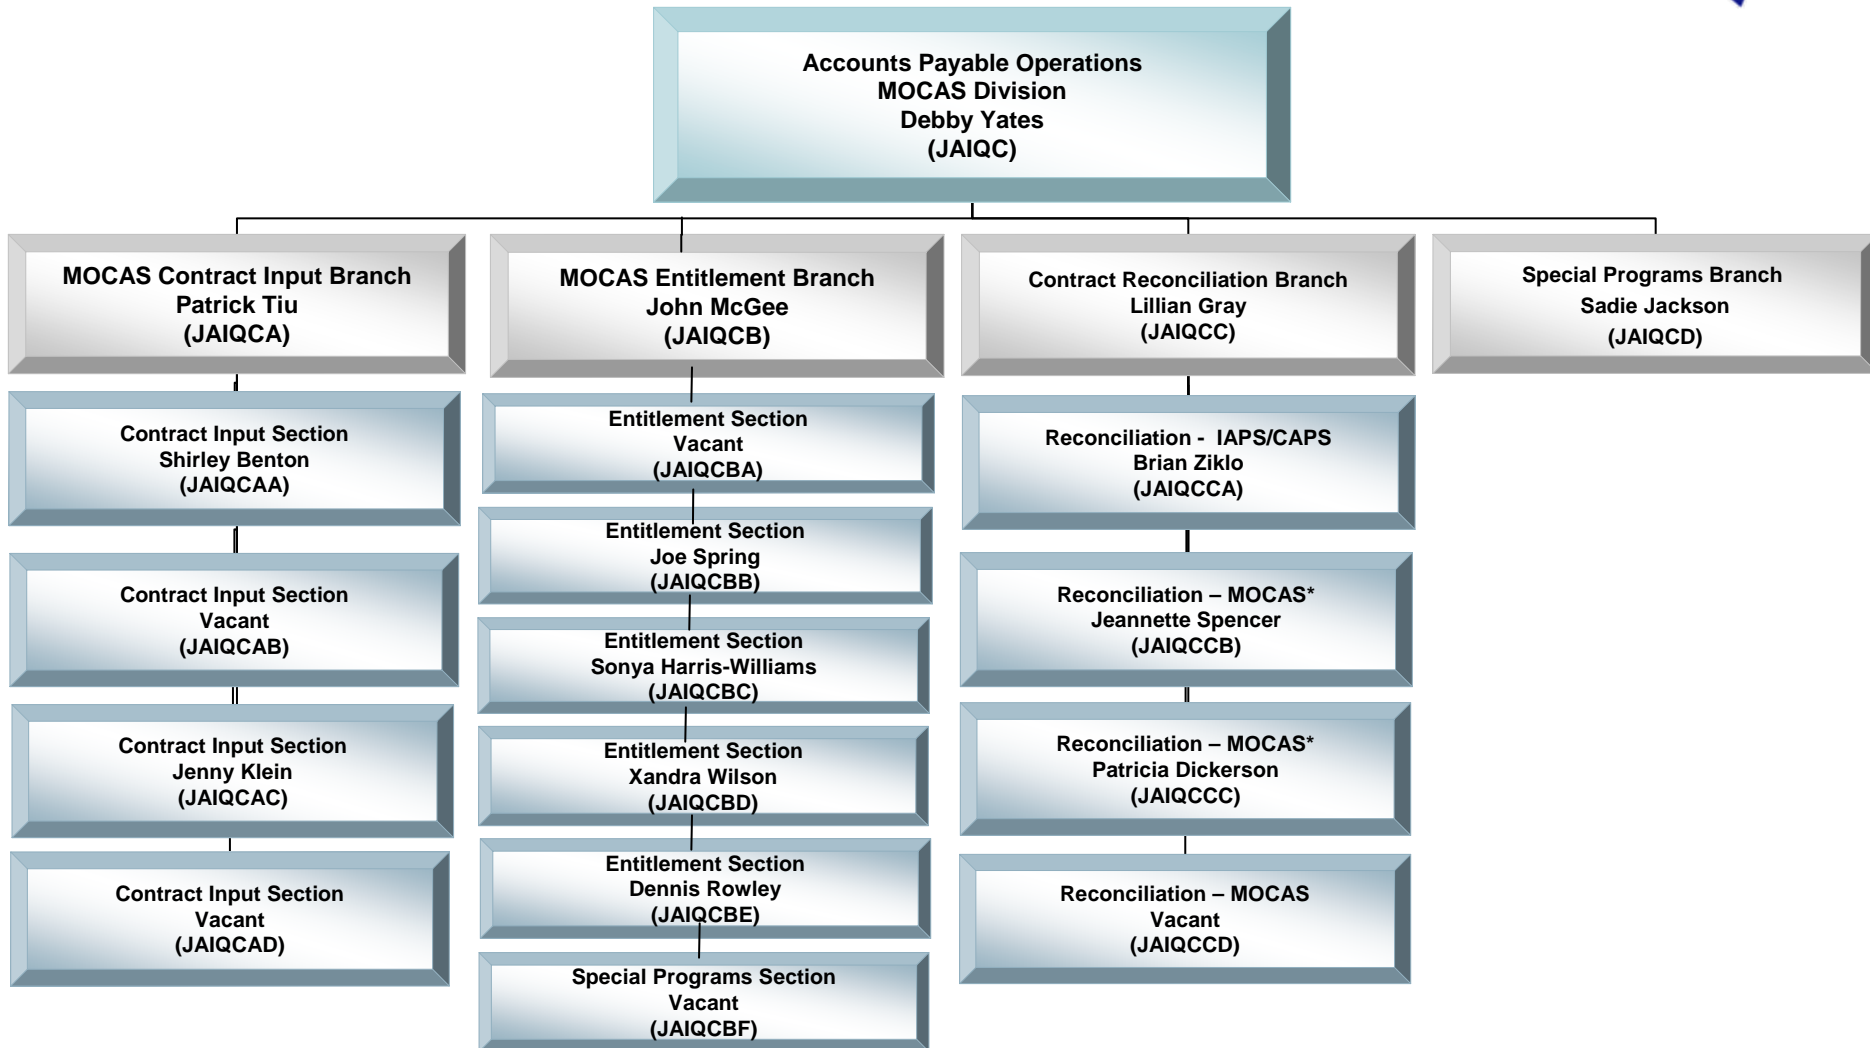 Accounts Payable Operations
MOCAS Division
Debby Yates
(JAIQC)
MOCAS Contract Input Branch
Patrick Tiu
(JAIQCA)
Contract Input Section
Shirley Benton
(JAIQCAA)
Contract Input Section
Vacant
(JAIQCAB)
Contract Input Section
Jenny Klein
(JAIQCAC)
Contract Input Section
Vacant
(JAIQCAD)
MOCAS Entitlement Branch
John McGee
(JAIQCB)
Entitlement Section
Vacant
(JAIQCBA)
Entitlement Section
Joe Spring
(JAIQCBB)
Entitlement Section
Sonya Harris-Williams
(JAIQCBC)
Entitlement Section
Xandra Wilson
(JAIQCBD)
Entitlement Section
Dennis Rowley
(JAIQCBE)
Special Programs Section
Vacant
(JAIQCBF)
Contract Reconciliation Branch
Lillian Gray
(JAIQCC)
Reconciliation - IAPS/CAPS
Brian Ziklo
(JAIQCCA)
Reconciliation – MOCAS*
Jeannette Spencer
(JAIQCCB)
Reconciliation – MOCAS*
Patricia Dickerson
(JAIQCCC)
Reconciliation – MOCAS
Vacant
(JAIQCCD)
Special Programs Branch
Sadie Jackson
(JAIQCD)